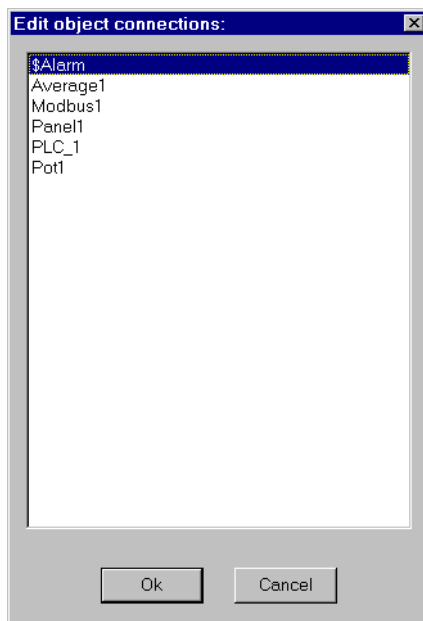 Edit object connections:
$Alarm
Average1
Modbus1
Panel1
PLC_1
Pot1
Ok
Cancel